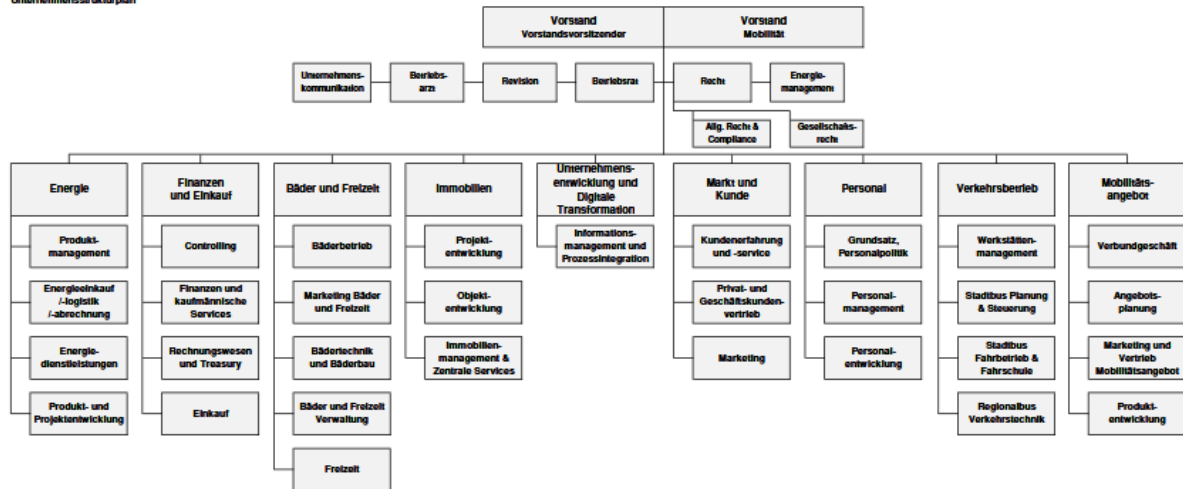 Unternehmensstrukturplan
Vorstand
Vorstandsvorsitzender
Vorstand
Mobilität
Unternehmens-
kommunikation
Betriebs-
arzt
Revision
Betriebsrat
Recht
Energie-
management
Allg. Recht &
Compliance
Gesellschafts-
recht
Energie
Finanzen
und Einkauf
Bäder und Freizeit
Immobilien
Unternehmens-
entwicklung und
Digitale
Transformation
Markt und
Kunde
Personal
Verkehrsbetrieb
Mobilitäts-
angebot
Produkt-
management
Controlling
Bäderbetrieb
Projekt-
entwicklung
Informations-
management und
Prozessintegration
Kundenerfahrung
und -service
Grundsatz,
Personalpolitik
Werkstätten-
management
Verbundgeschäft
Energieeinkauf
/-logistik
/-abrechnung
Finanzen und
kaufmännische
Services
Marketing Bäder
und Freizeit
Objekt-
entwicklung
Privat- und
Geschäftskunden-
vertrieb
Personal-
management
Stadtbus Planung
& Steuerung
Angebots-
planung
Energie-
dienstleistungen
Rechnungswesen
und Treasury
Bädertechnik
und Bäderbau
Immobilien-
management &
Zentrale Services
Marketing
Personal-
entwicklung
Stadtbus
Fahrbetrieb &
Fahrschule
Marketing und
Vertrieb
Mobilitätsangebot
Produkt- und
Projektentwicklung
Einkauf
Bäder und Freizeit
Verwaltung
Regionalbus
Verkehrstechnik
Produkt-
entwicklung
Freizeit